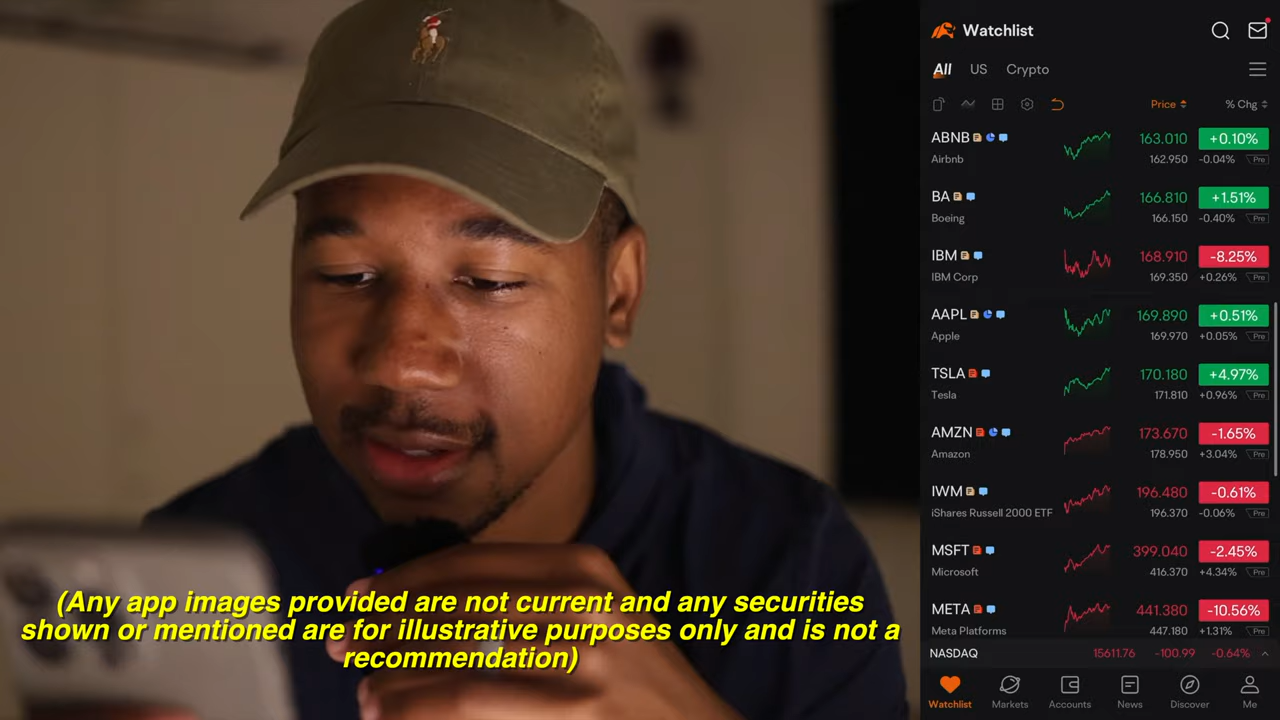 Watchlist
All US Crypto
Price % Chg
ABNB 163.010 +0.10%
Airbnb 162.950 -0.04% Pre
BA 166.810 +1.51%
Boeing 166.150 -0.40% Pre
IBM 168.910 -8.25%
IBM Corp 169.350 +0.26% Pre
AAPL 169.890 +0.51%
Apple 169.970 +0.05% Pre
TSLA 170.180 +4.97%
Tesla 171.810 +0.96% Pre
AMZN 173.670 -1.65%
Amazon 178.950 +3.04% Pre
IWM 196.480 -0.61%
iShares Russell 2000 ETF 196.370 -0.06% Pre
MSFT 399.040 -2.45%
Microsoft 416.370 +4.34% Pre
META 441.380 -10.56%
Meta Platforms 447.180 +1.31% Pre
NASDAQ 15611.76 -100.99 -0.64%
Watchlist Markets Accounts News Discover Me
(Any app images provided are not current and any securities
shown or mentioned are for illustrative purposes only and is not a
recommendation)